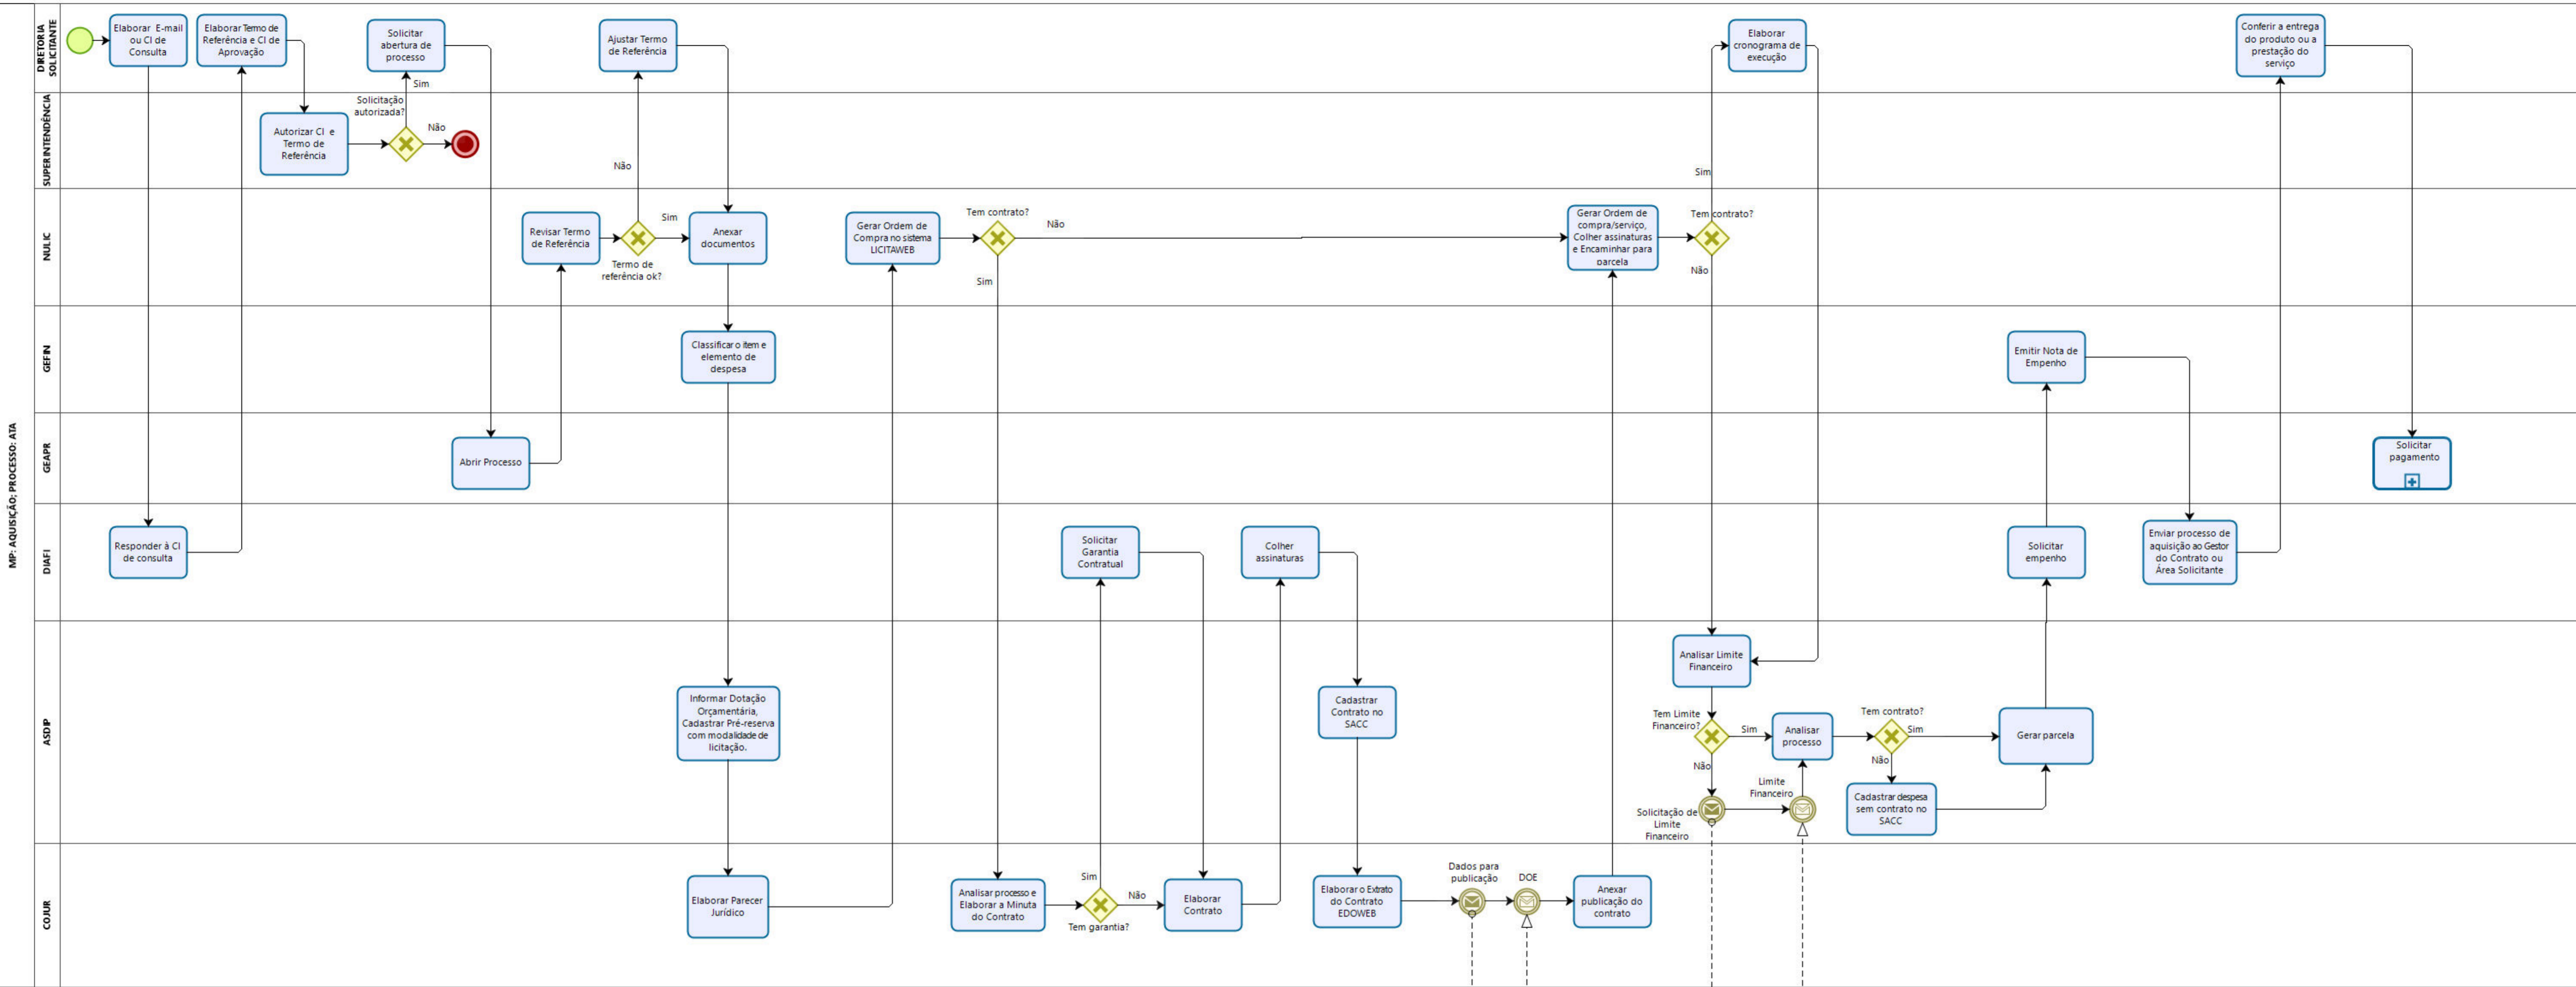 MP: AQUISIÇÃO; PROCESSO: ATA
DIRETORIA
SOLICITANTE
Elaborar E-mail
ou CI de
Consulta
Elaborar Termo de
Referência e CI de
Aprovação
Solicitar
abertura de
processo
Ajustar Termo
de Referência
Elaborar
cronograma de
execução
Conferir a entrega
do produto ou a
prestação do
serviço
Sim
SUPERINTENDÊNCIA
Autorizar CI e
Termo de
Referência
Solicitação
autorizada?
Não
Não
Sim
NULIC
Revisar Termo
de Referência
Sim
Termo de
referência ok?
Anexar
documentos
Gerar Ordem de
Compra no sistema
LICITAWEB
Tem contrato?
Não
Sim
Gerar Ordem de
compra/serviço,
Colher assinaturas
e Encaminhar para
parcela
Tem contrato?
Não
GEFIN
Classificar o item e
elemento de
despesa
Emitir Nota de
Empenho
GEAPR
Abrir Processo
Solicitar
pagamento
DIAFI
Responder à CI
de consulta
Solicitar
Garantia
Contratual
Colher
assinaturas
Solicitar
empenho
Enviar processo de
aquisição ao Gestor
do Contrato ou
Área Solicitante
ASDIP
Informar Dotação
Orçamentária,
Cadastrar Pré-reserva
com modalidade de
licitação.
Cadastrar
Contrato no
SACC
Analisar Limite
Financeiro
Tem Limite
Financeiro?
Sim
Não
Analisar
processo
Tem contrato?
Sim
Não
Gerar parcela
Solicitação de
Limite
Financeiro
Limite
Financeiro
Cadastrar despesa
sem contrato no
SACC
COJUR
Elaborar Parecer
Jurídico
Analisar processo e
Elaborar a Minuta
do Contrato
Sim
Não
Tem garantia?
Elaborar
Contrato
Elaborar o Extrato
do Contrato
EDOWEB
Dados para
publicação
DOE
Anexar
publicação do
contrato